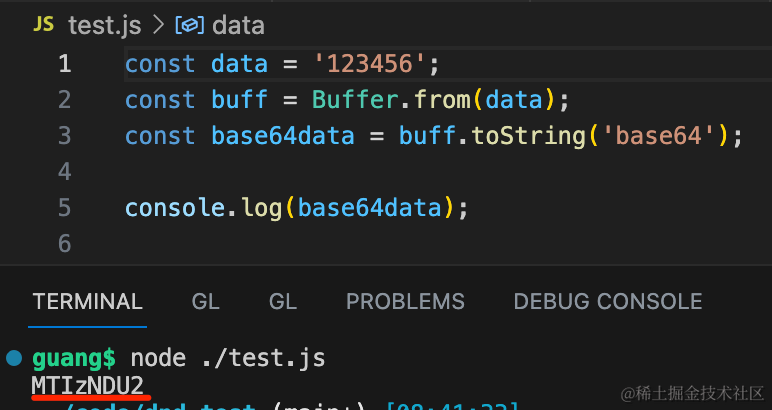 JS test.js > data
1 const data = '123456';
2 const buff = Buffer.from(data);
3 const base64data = buff.toString('base64');
4
5 console.log(base64data);
6
TERMINAL GL GL PROBLEMS DEBUG CONSOLE
guang$ node ./test.js
MTIzNDU2
@稀土掘金技术社区